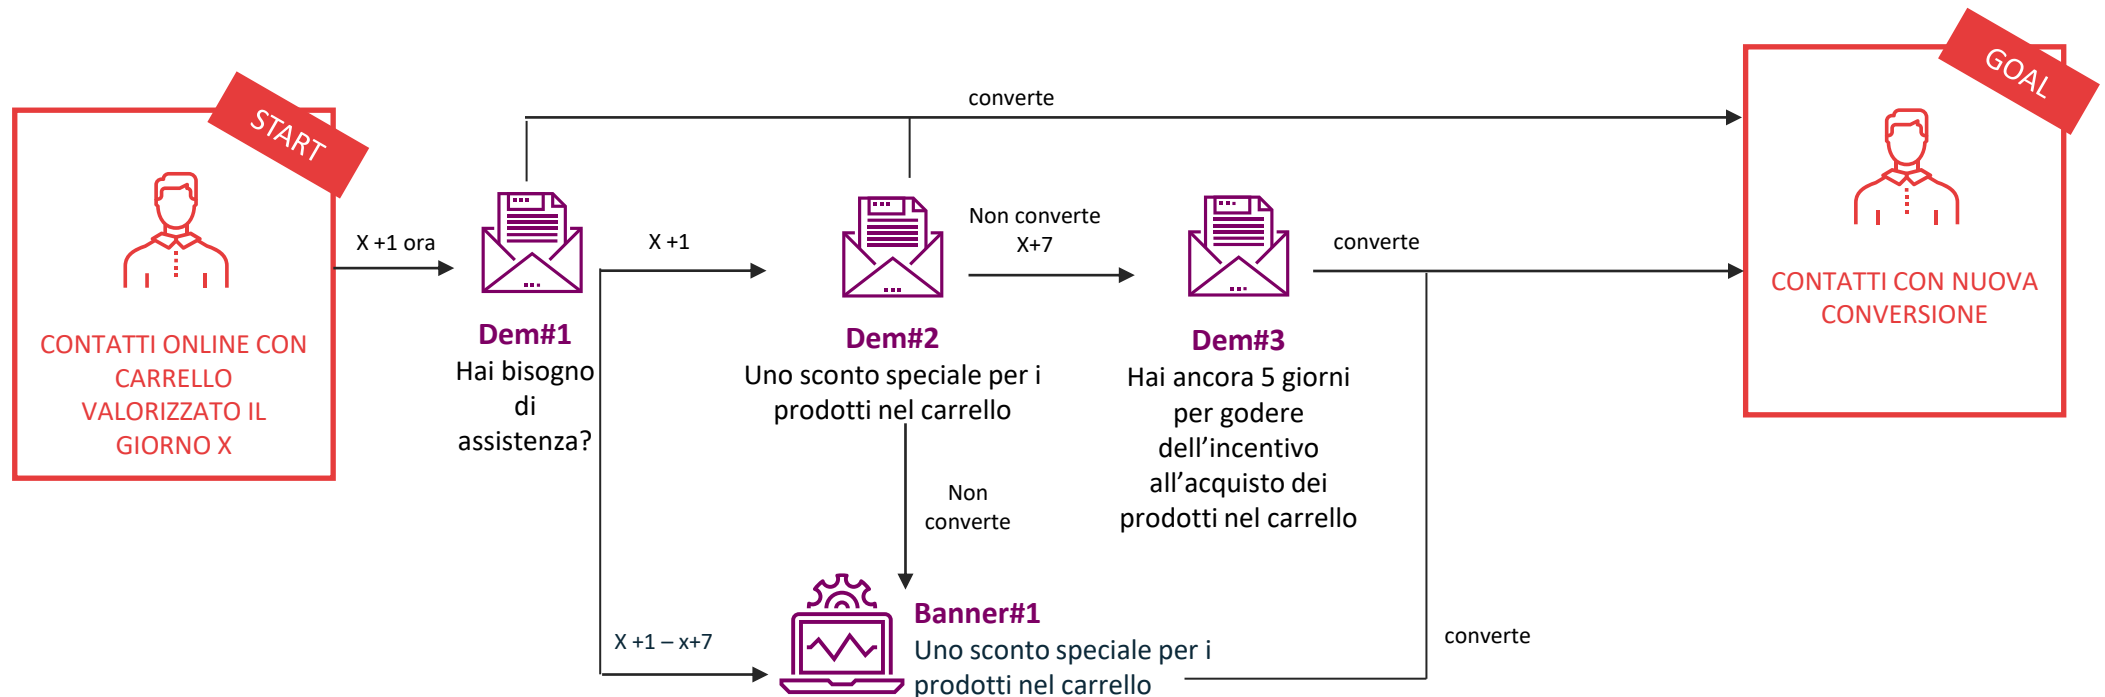 START
CONTATTI ONLINE CON
CARRELLO
VALORIZZATO IL
GIORNO X
X +1 ora
Dem#1
Hai bisogno
di
assistenza?
converte
X +1
Dem#2
Uno sconto speciale per i
prodotti nel carrello
Non converte
X+7
Dem#3
Hai ancora 5 giorni
per godere
dell’incentivo
all’acquisto dei
prodotti nel carrello
converte
Non
converte
X +1 – x+7
Banner#1
Uno sconto speciale per i
prodotti nel carrello
converte
GOAL
CONTATTI CON NUOVA
CONVERSIONE